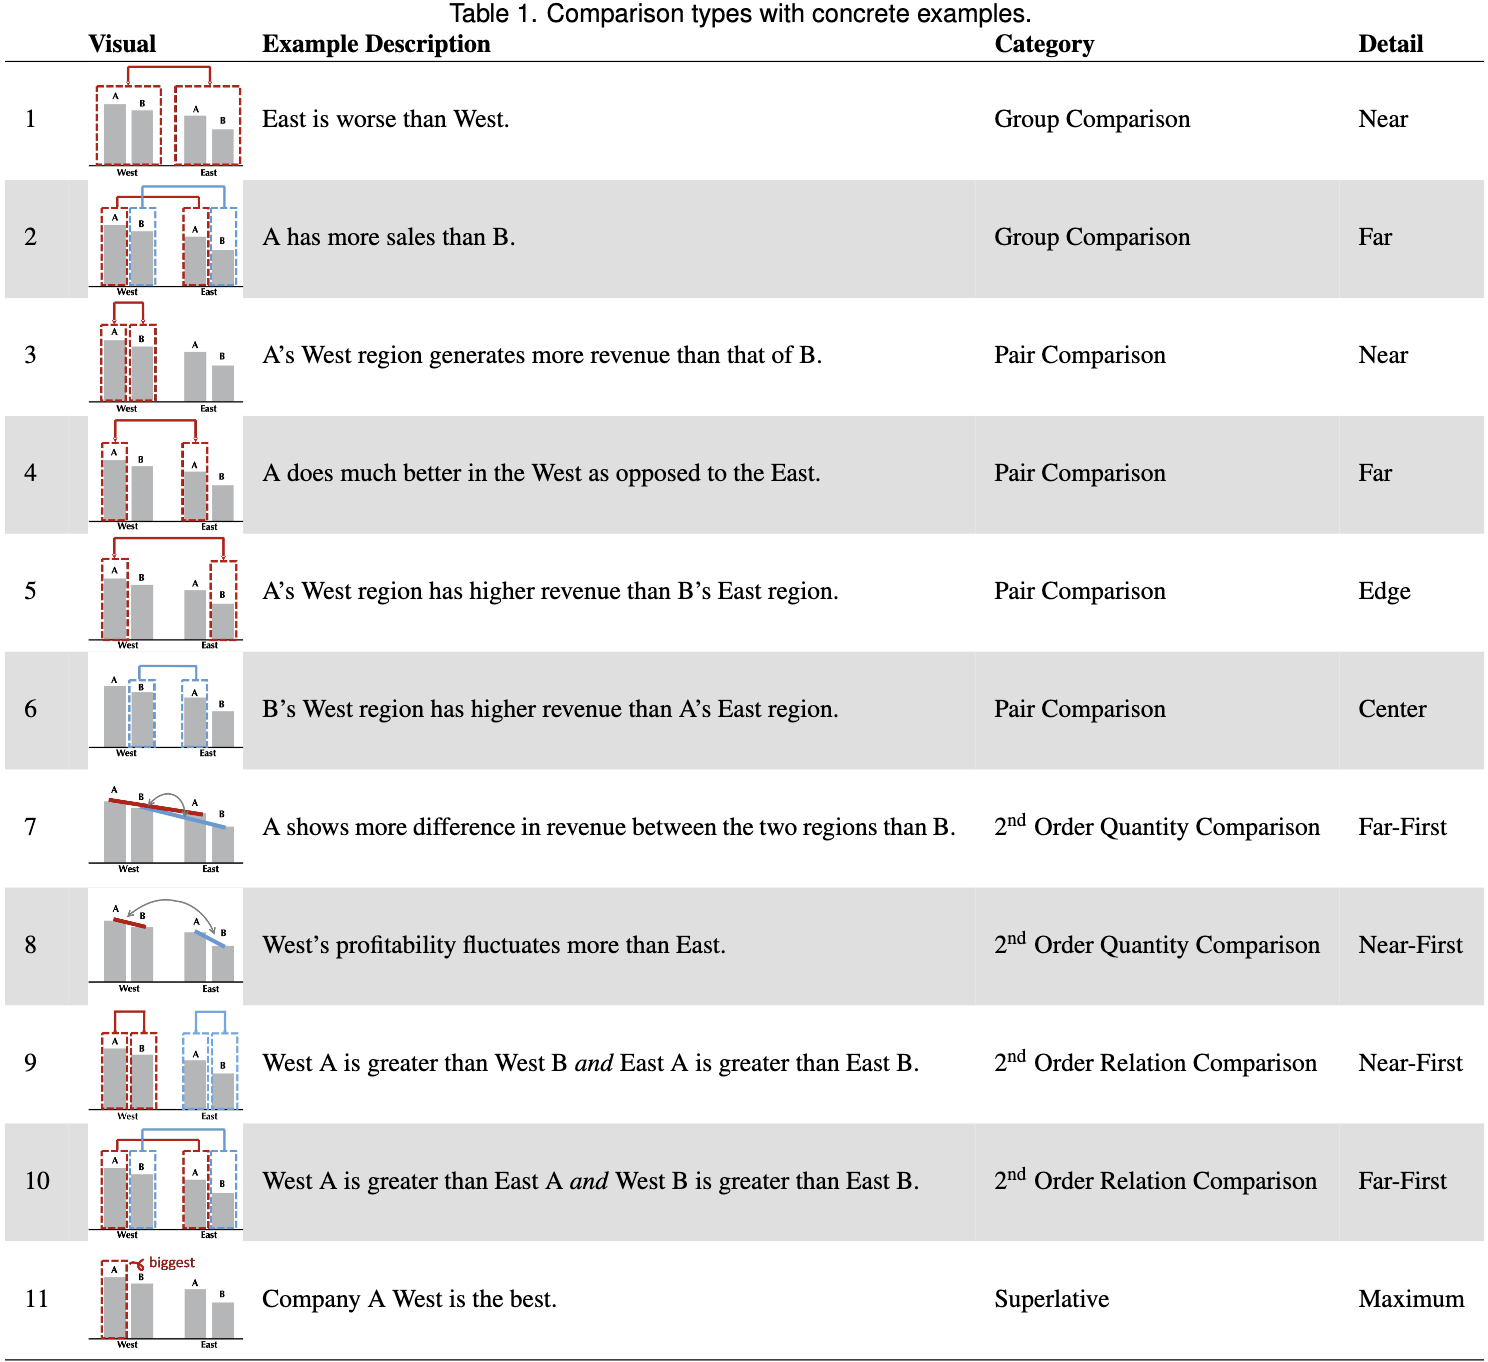 Table 1. Comparison types with concrete examples.
Visual Example Description Category Detail
A B A B
1 East is worse than West. Group Comparison Near
West East
A B A B
2 A has more sales than B. Group Comparison Far
West East
A B A B
3 A’s West region generates more revenue than that of B. Pair Comparison Near
West East
A B A B
4 A does much better in the West as opposed to the East. Pair Comparison Far
West East
A B A B
5 A’s West region has higher revenue than B’s East region. Pair Comparison Edge
West East
A B A B
6 B’s West region has higher revenue than A’s East region. Pair Comparison Center
West East
A B A B
7 A shows more difference in revenue between the two regions than B. 2nd Order Quantity Comparison Far-First
West East
A B A B
8 West’s profitability fluctuates more than East. 2nd Order Quantity Comparison Near-First
West East
A B A B
9 West A is greater than West B and East A is greater than East B. 2nd Order Relation Comparison Near-First
West East
A B A B
10 West A is greater than East A and West B is greater than East B. 2nd Order Relation Comparison Far-First
West East
biggest
A B A B
11 Company A West is the best. Superlative Maximum
West East